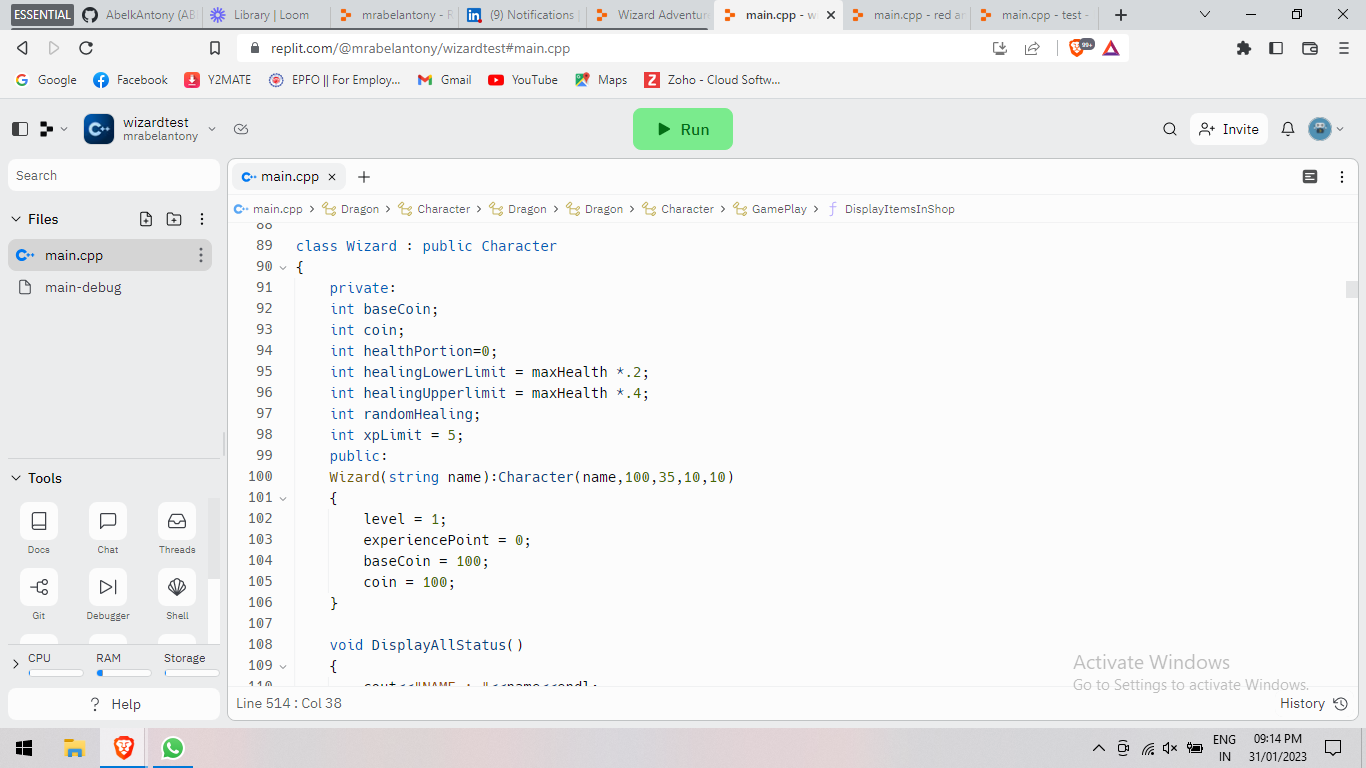 ESSENTIAL AbelkAntony (AB Library | Loom mrabelantony - R (9) Notifications Wizard Adventur main.cpp - w main.cpp - red ar main.cpp - test -
replit.com/@mrabelantony/wizardtest#main.cpp 99+
Google Facebook Y2MATE EPFO || For Employ... Gmail YouTube Maps Zoho - Cloud Softw...
wizardtest
mrabelantony
Run
Invite
Search
Files
main.cpp
main-debug
Tools
Docs Chat Threads
Git Debugger Shell
CPU RAM Storage
? Help
main.cpp
main.cpp > Dragon > Character > Dragon > Dragon > Character > GamePlay > DisplayItemsInShop
88
89 class Wizard : public Character
90 {
91 private:
92 int baseCoin;
93 int coin;
94 int healthPortion=0;
95 int healingLowerLimit = maxHealth *.2;
96 int healingUpperlimit = maxHealth *.4;
97 int randomHealing;
98 int xpLimit = 5;
99 public:
100 Wizard(string name):Character(name,100,35,10,10)
101 {
102 level = 1;
103 experiencePoint = 0;
104 baseCoin = 100;
105 coin = 100;
106 }
107
108 void DisplayAllStatus()
109 {
110 cout<<"NAME : "<<name<<endl;
Activate Windows
Go to Settings to activate Windows.
Line 514 : Col 38
History
ENG
IN
09:14 PM
31/01/2023